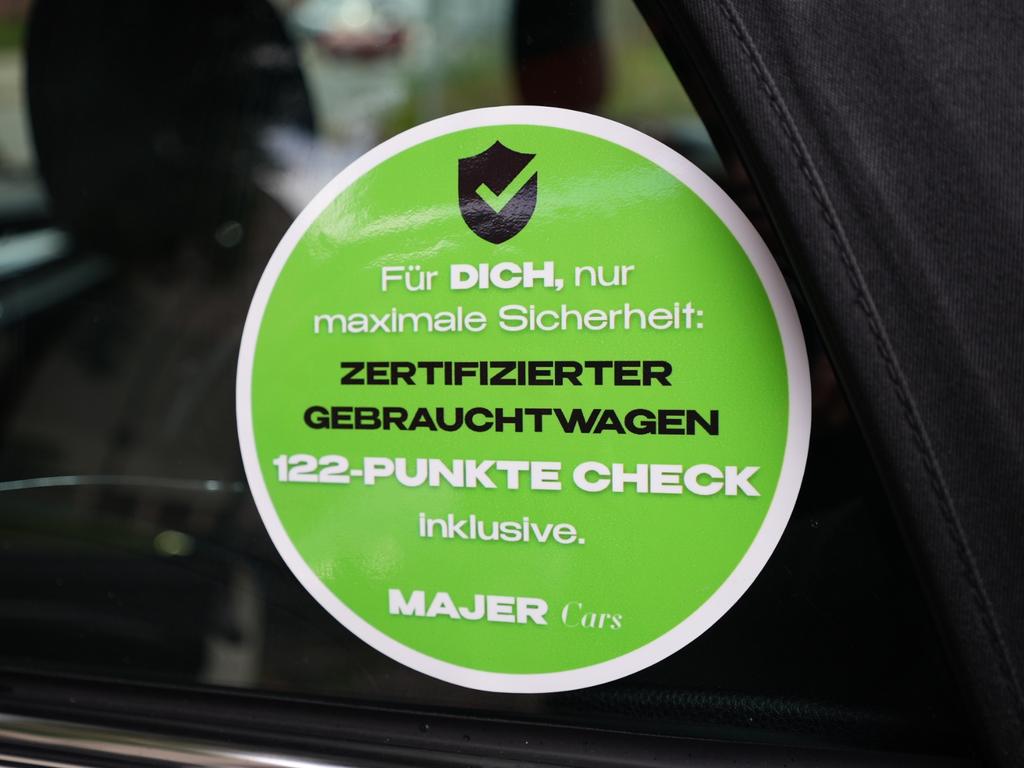 Für DICH, nur
maximale Sicherheit:
ZERTIFIZIERTER
GEBRAUCHTWAGEN
122-PUNKTE CHECK
inklusive.
MAJER Cars